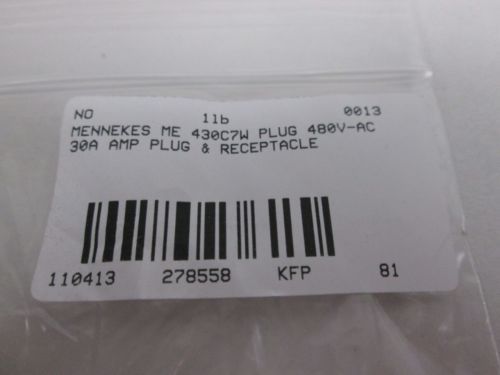 NO 1lb 0013
MENNEKES ME 430C7W PLUG 480V-AC
30A AMP PLUG & RECEPTACLE
110413 278558 KFP 81